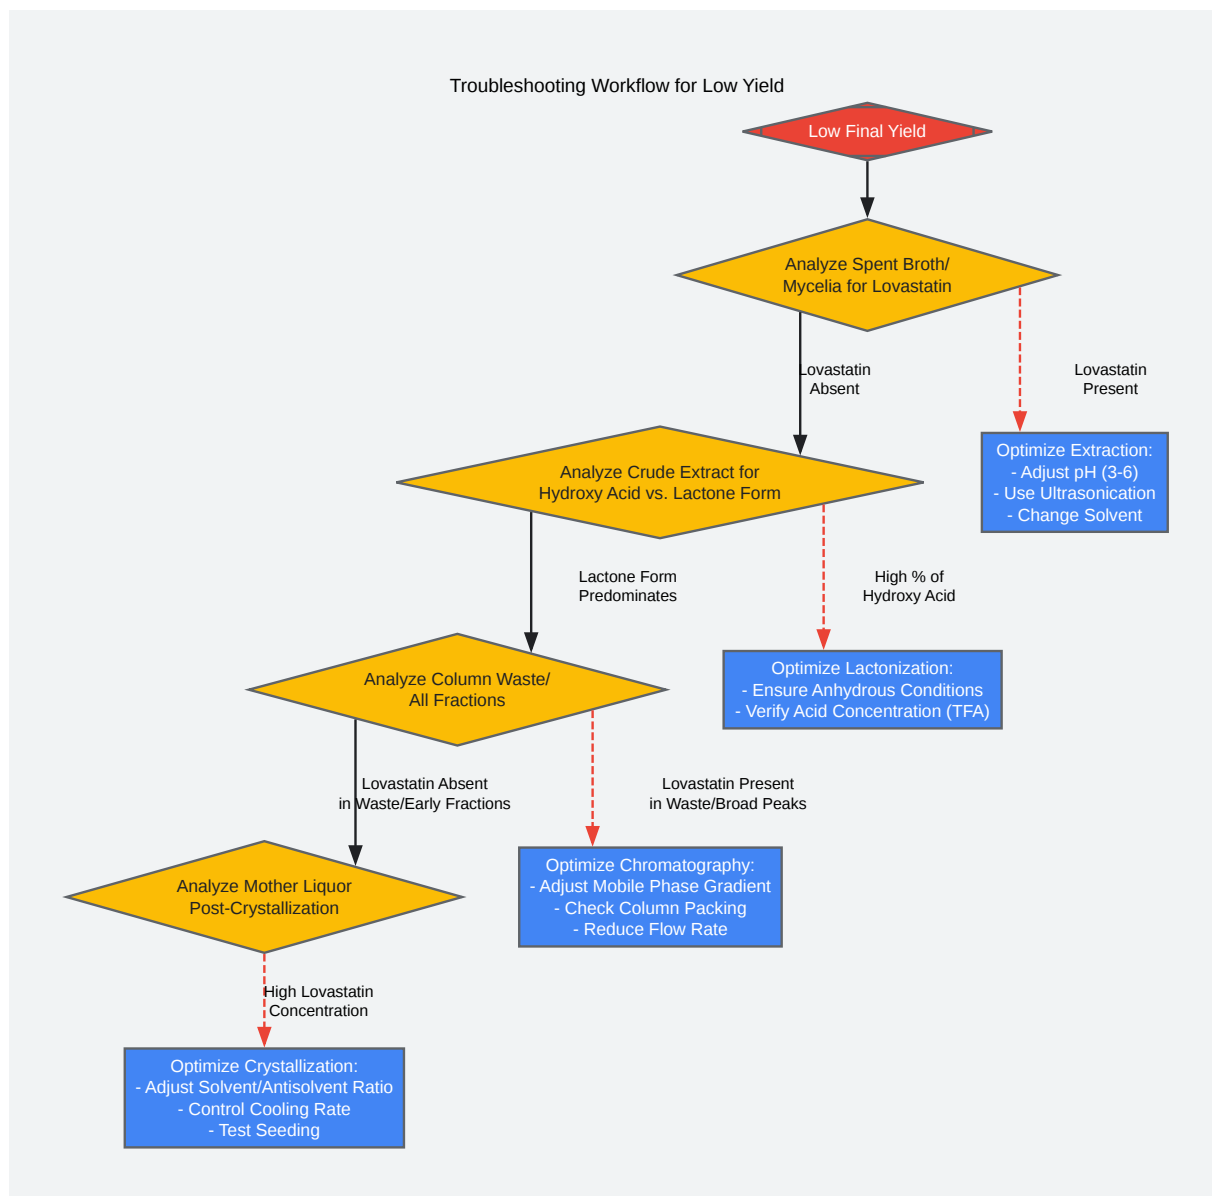 Troubleshooting Workflow for Low Yield
Low Final Yield
Analyze Spent Broth/
Mycelia for Lovastatin
Lovastatin
Absent
Lovastatin
Present
Optimize Extraction:
- Adjust pH (3-6)
- Use Ultrasonication
- Change Solvent
Analyze Crude Extract for
Hydroxy Acid vs. Lactone Form
Lactone Form
Predominates
High % of
Hydroxy Acid
Optimize Lactonization:
- Ensure Anhydrous Conditions
- Verify Acid Concentration (TFA)
Analyze Column Waste/
All Fractions
Lovastatin Absent
in Waste/Early Fractions
Lovastatin Present
in Waste/Broad Peaks
Optimize Chromatography:
- Adjust Mobile Phase Gradient
- Check Column Packing
- Reduce Flow Rate
Analyze Mother Liquor
Post-Crystallization
High Lovastatin
Concentration
Optimize Crystallization:
- Adjust Solvent/Antisolvent Ratio
- Control Cooling Rate
- Test Seeding